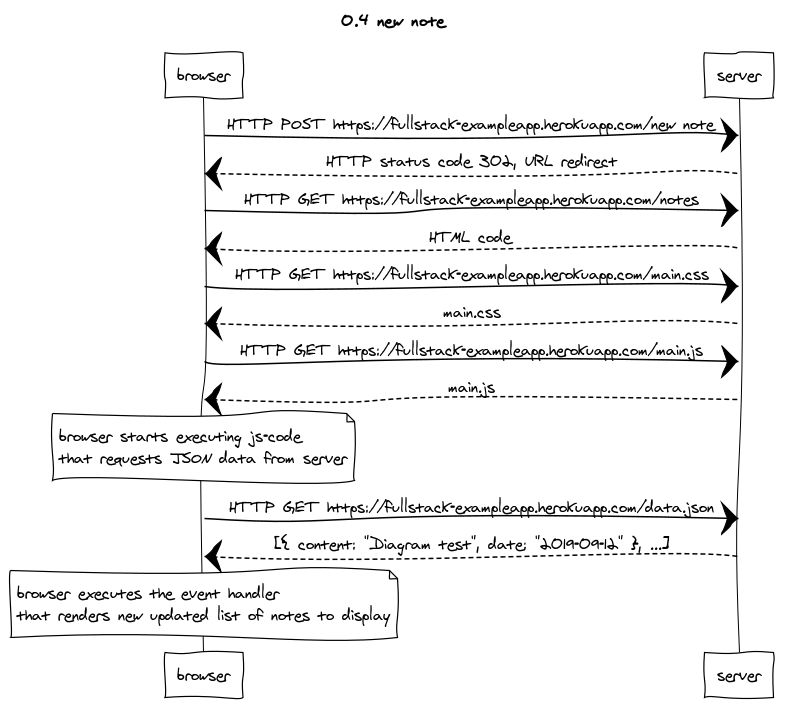 0.4 new note
browser
server
HTTP POST https://fullstack-exampleapp.herokuapp.com/new note
HTTP status code 302, URL redirect
HTTP GET https://fullstack-exampleapp.herokuapp.com/notes
HTML code
HTTP GET https://fullstack-exampleapp.herokuapp.com/main.css
main.css
HTTP GET https://fullstack-exampleapp.herokuapp.com/main.js
main.js
browser starts executing js-code
that requests JSON data from server
HTTP GET https://fullstack-exampleapp.herokuapp.com/data.json
[{ content: "Diagram test", date: "2019-09-12" }, ...]
browser executes the event handler
that renders new updated list of notes to display
browser
server